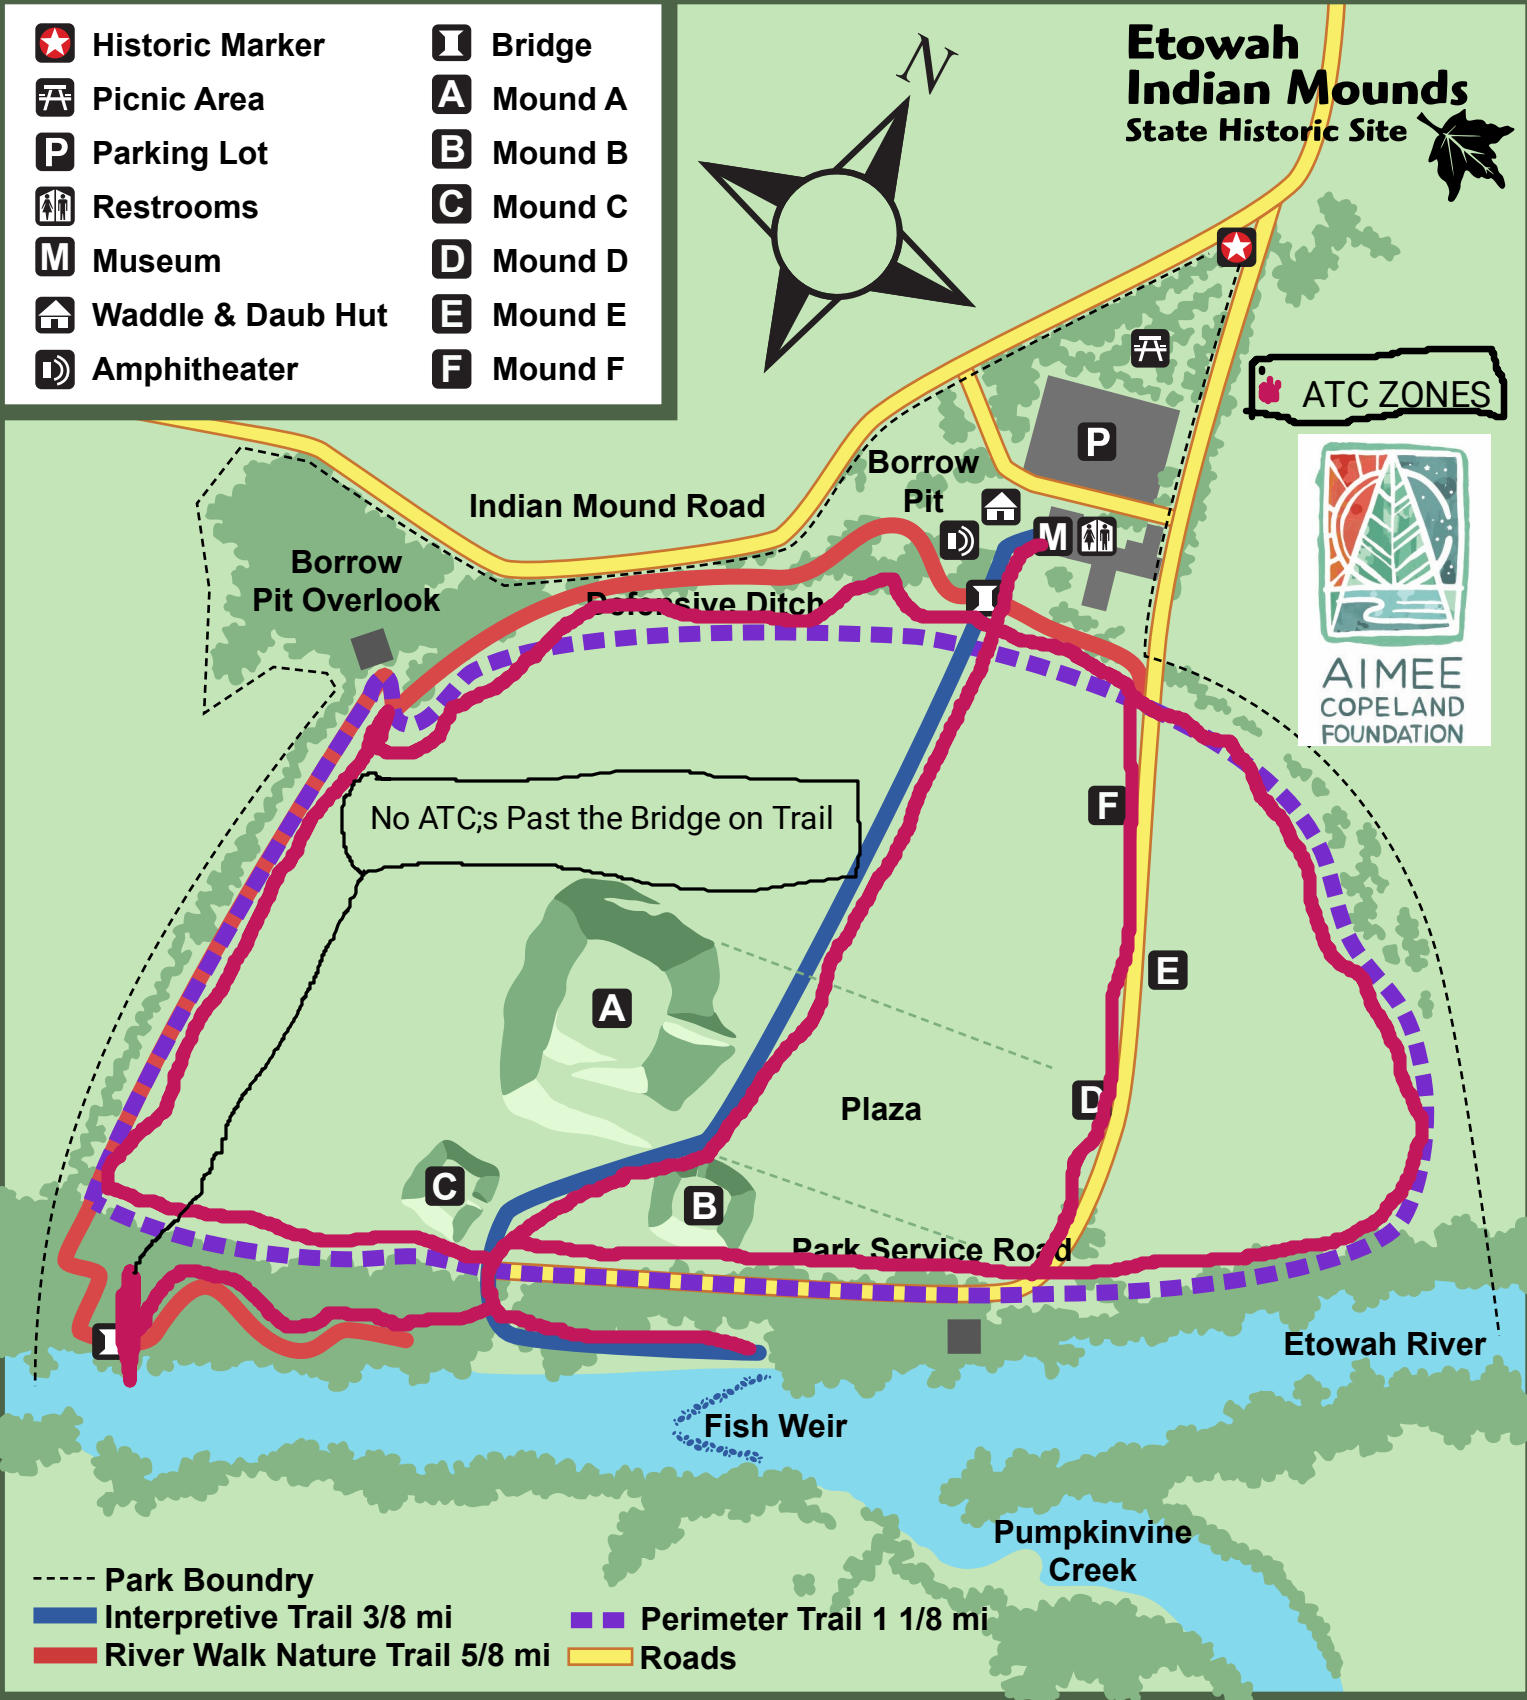 Historic Marker
Picnic Area
P Parking Lot
Restrooms
M Museum
Waddle & Daub Hut
Amphitheater
Bridge
A Mound A
B Mound B
C Mound C
D Mound D
E Mound E
F Mound F
N
Etowah
Indian Mounds
State Historic Site
ATC ZONES
AIMEE
COPELAND
FOUNDATION
P
Borrow
Pit
Indian Mound Road
M
Borrow
Pit Overlook
Defensive Ditch
No ATC;s Past the Bridge on Trail
F
E
A
D
Plaza
C
B
Park Service Road
Etowah River
Fish Weir
Pumpkinvine
Creek
Park Boundry
Interpretive Trail 3/8 mi
River Walk Nature Trail 5/8 mi
Perimeter Trail 1 1/8 mi
Roads